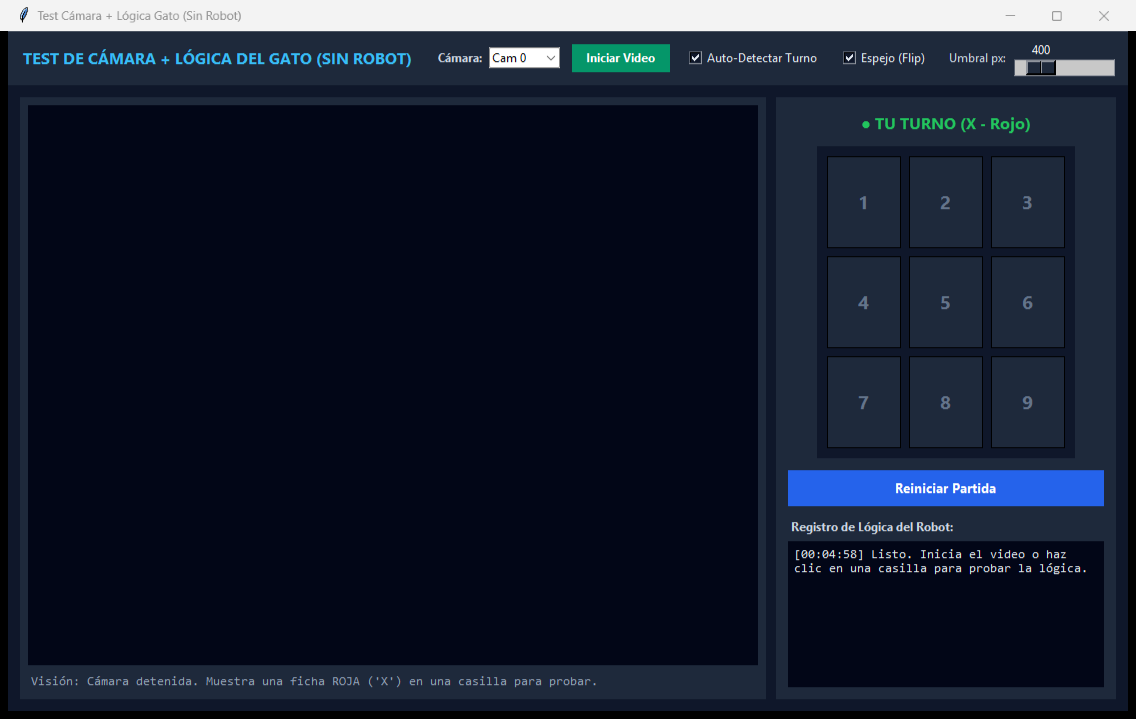 Test Cámara + Lógica Gato (Sin Robot)
TEST DE CÁMARA + LÓGICA DEL GATO (SIN ROBOT)
Cámara:
Cam 0
Iniciar Video
Auto-Detectar Turno
Espejo (Flip)
Umbral px:
400
● TU TURNO (X - Rojo)
1 2 3
4 5 6
7 8 9
Reiniciar Partida
Registro de Lógica del Robot:
[00:04:58] Listo. Inicia el video o haz
clic en una casilla para probar la lógica.
Visión: Cámara detenida. Muestra una ficha ROJA ('X') en una casilla para probar.